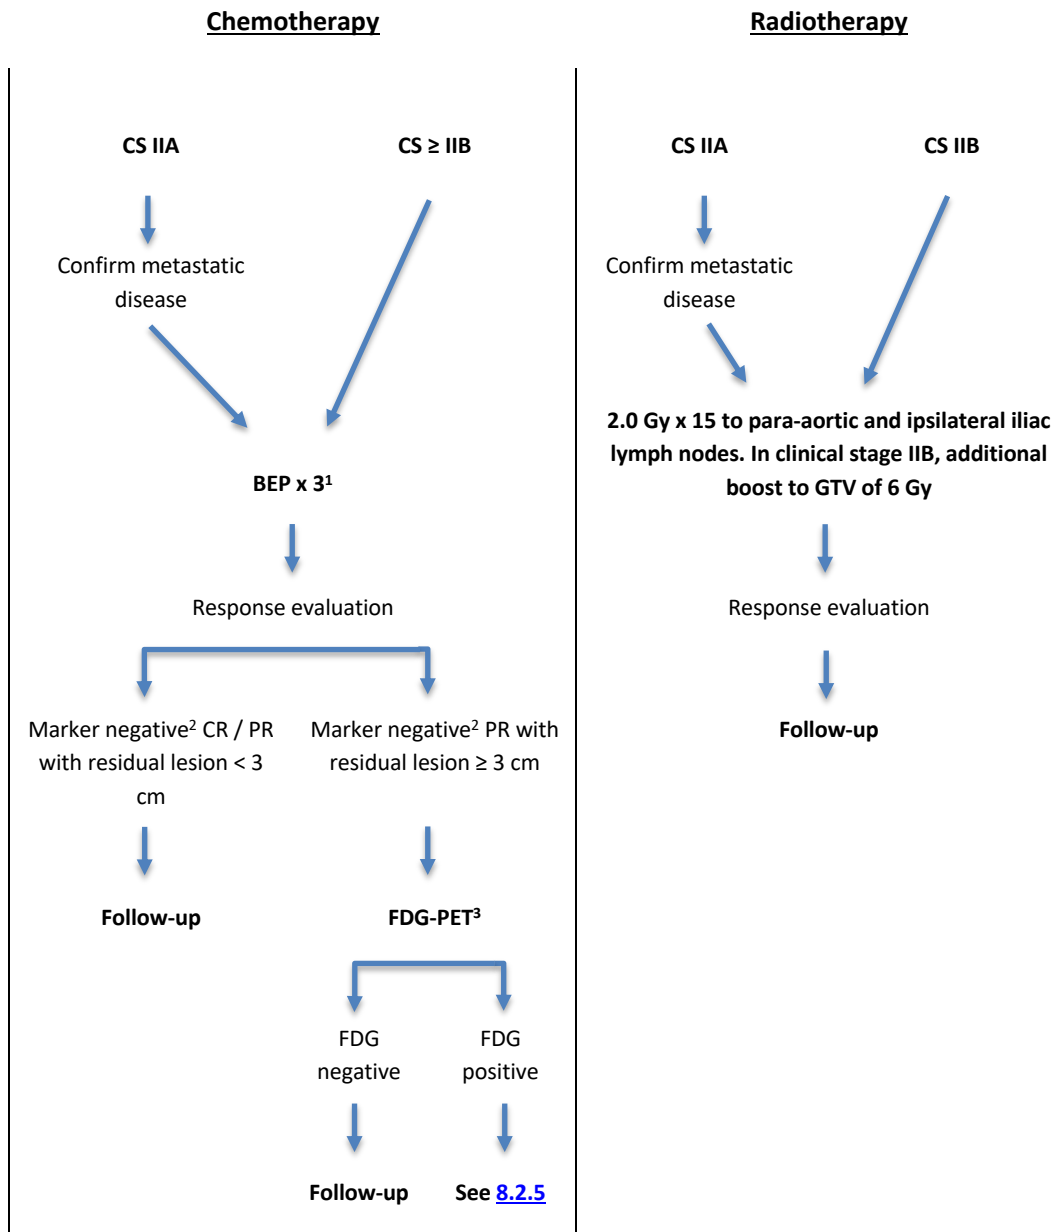 Chemotherapy
Radiotherapy
CS IIA
CS ≥ IIB
Confirm metastatic
disease
BEP x 3¹
Response evaluation
Marker negative² CR / PR
with residual lesion < 3
cm
Marker negative² PR with
residual lesion ≥ 3 cm
Follow-up
FDG-PET³
FDG
negative
FDG
positive
Follow-up
See 8.2.5
CS IIA
CS IIB
Confirm metastatic
disease
2.0 Gy x 15 to para-aortic and ipsilateral iliac
lymph nodes. In clinical stage IIB, additional
boost to GTV of 6 Gy
Response evaluation
Follow-up